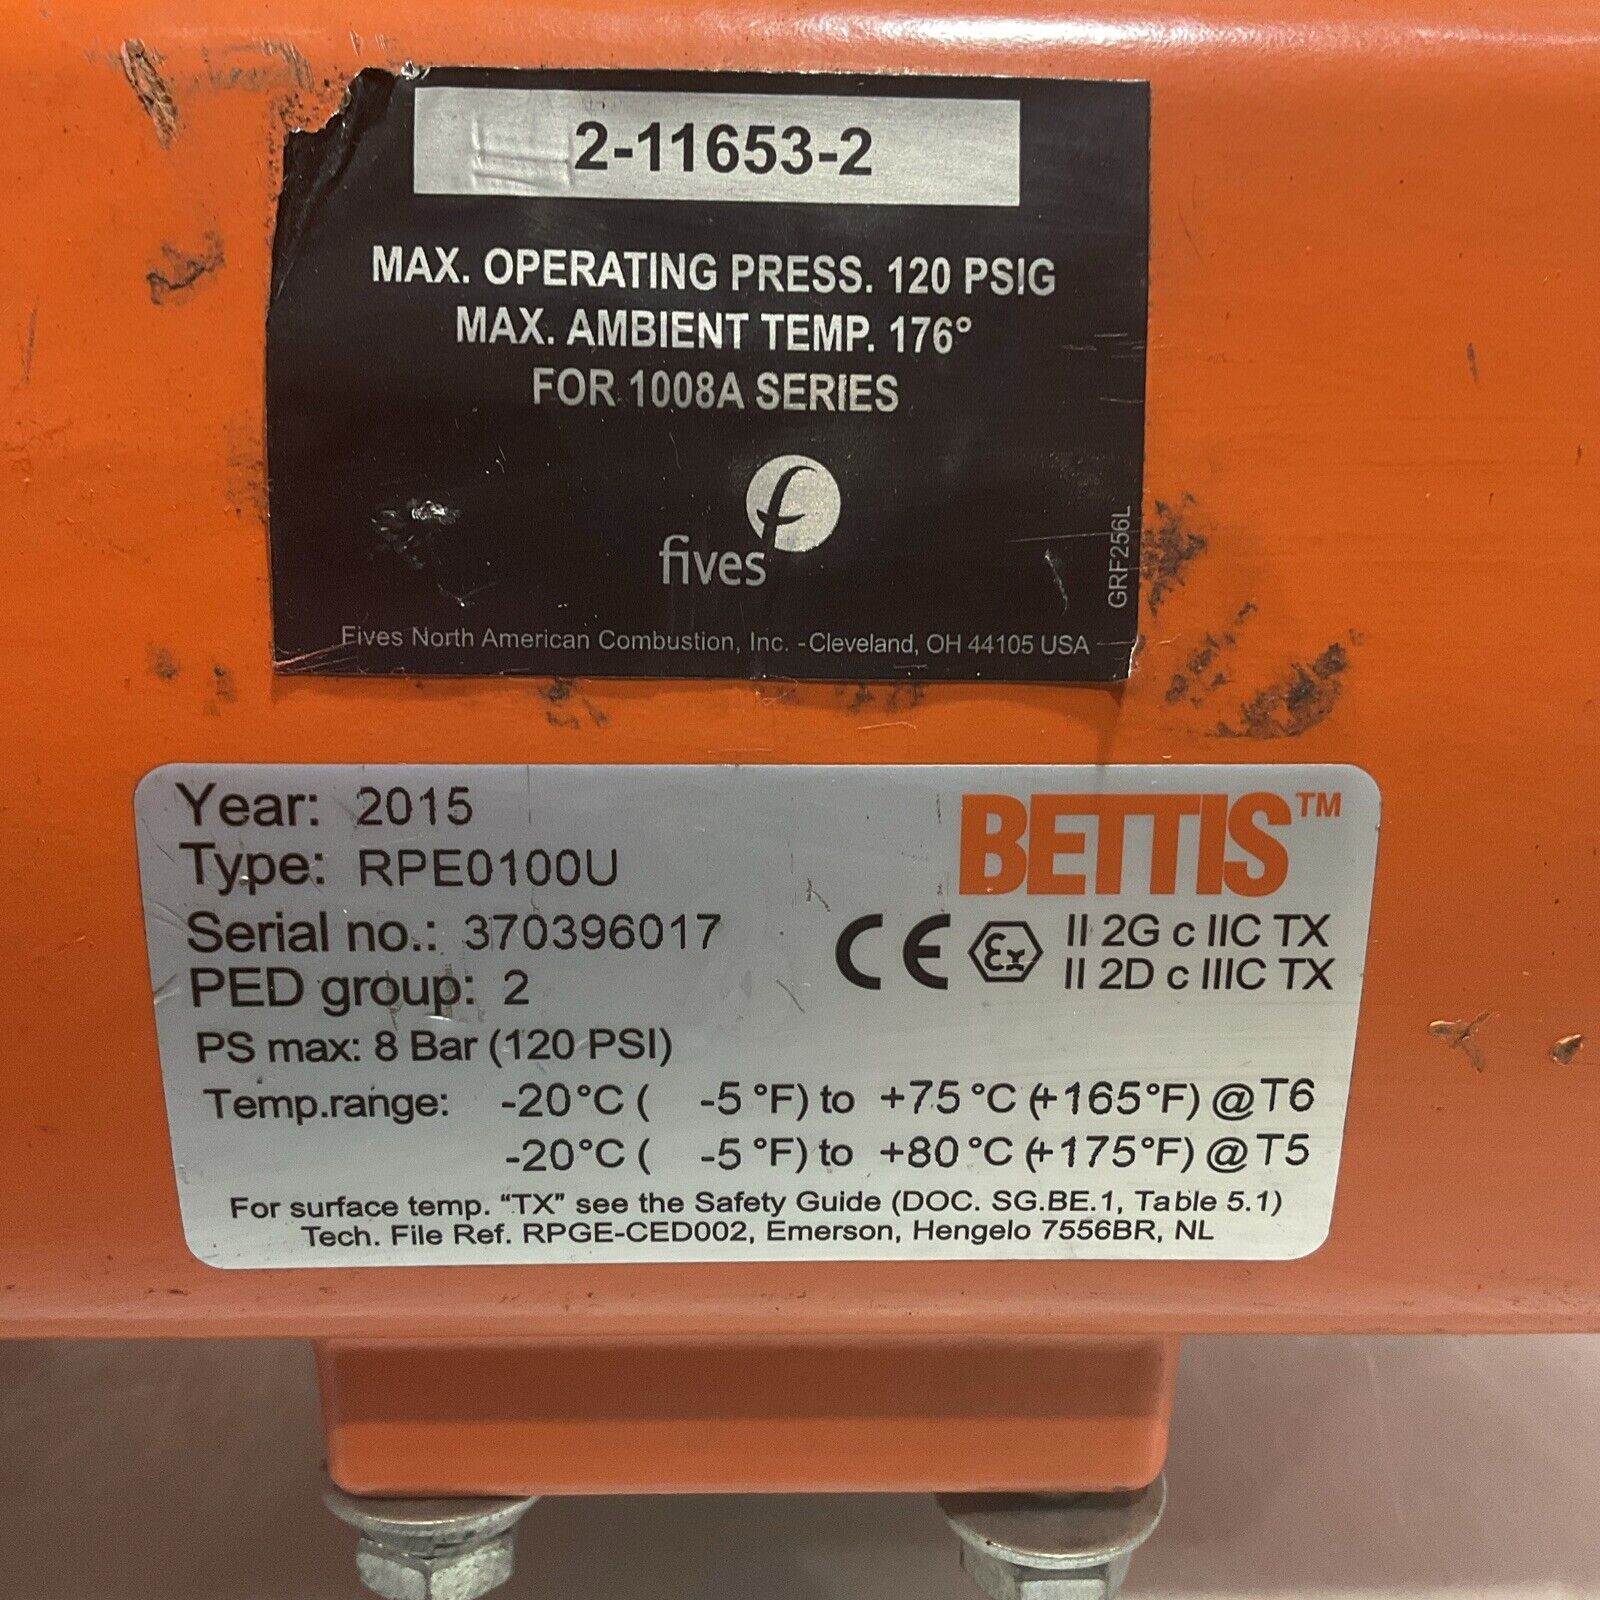 2-11653-2
MAX. OPERATING PRESS. 120 PSIG
MAX. AMBIENT TEMP. 176°
FOR 1008A SERIES
fives
GRF256L
Fives North American Combustion, Inc. -Cleveland, OH 44105 USA
Year: 2015
BETTIS™
Type: RPE0100U
Serial no.: 370396017
CE Ex II 2G c IIC TX
II 2D c IIIC TX
PED group: 2
PS max: 8 Bar (120 PSI)
Temp.range: -20°C ( -5°F) to +75°C (+165°F) @T6
-20°C ( -5°F) to +80°C (+175°F) @T5
For surface temp. “TX” see the Safety Guide (DOC. SG.BE.1, Table 5.1)
Tech. File Ref. RPGE-CED002, Emerson, Hengelo 7556BR, NL